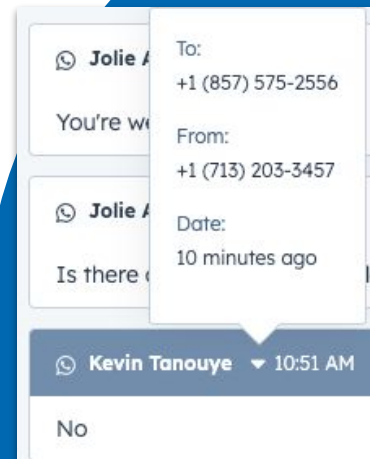 Jolie A
You're we
Jolie A
Is there
To:
+1 (857) 575-2556
From:
+1 (713) 203-3457
Date:
10 minutes ago
Kevin Tanouye 10:51 AM
No